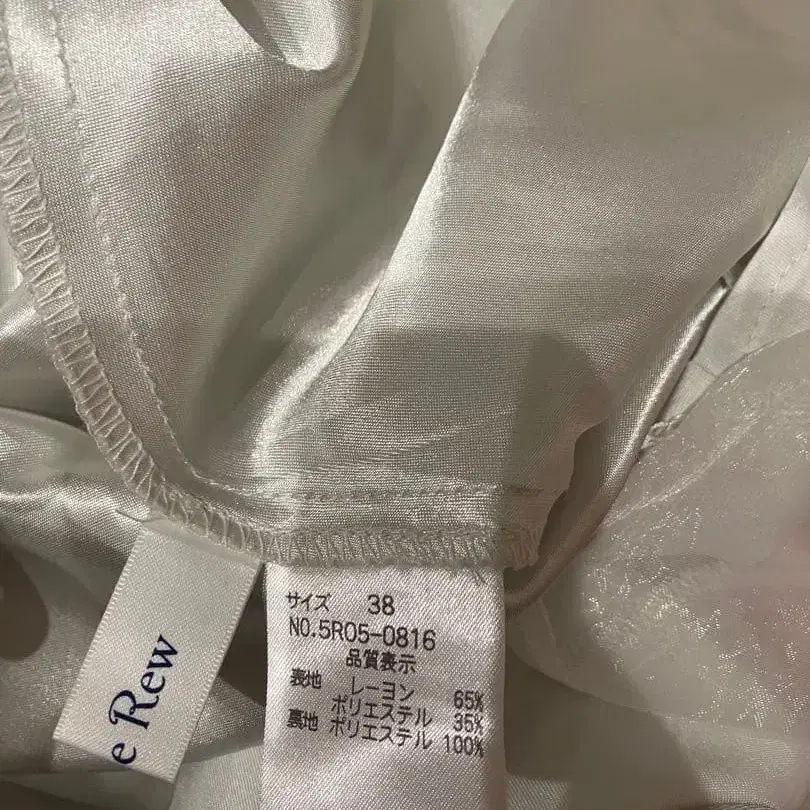 e Rew
サイズ 38
NO.5R05-0816
品質表示
表地 レーヨン 65%
ポリエステル 35%
裏地 ポリエステル 100%